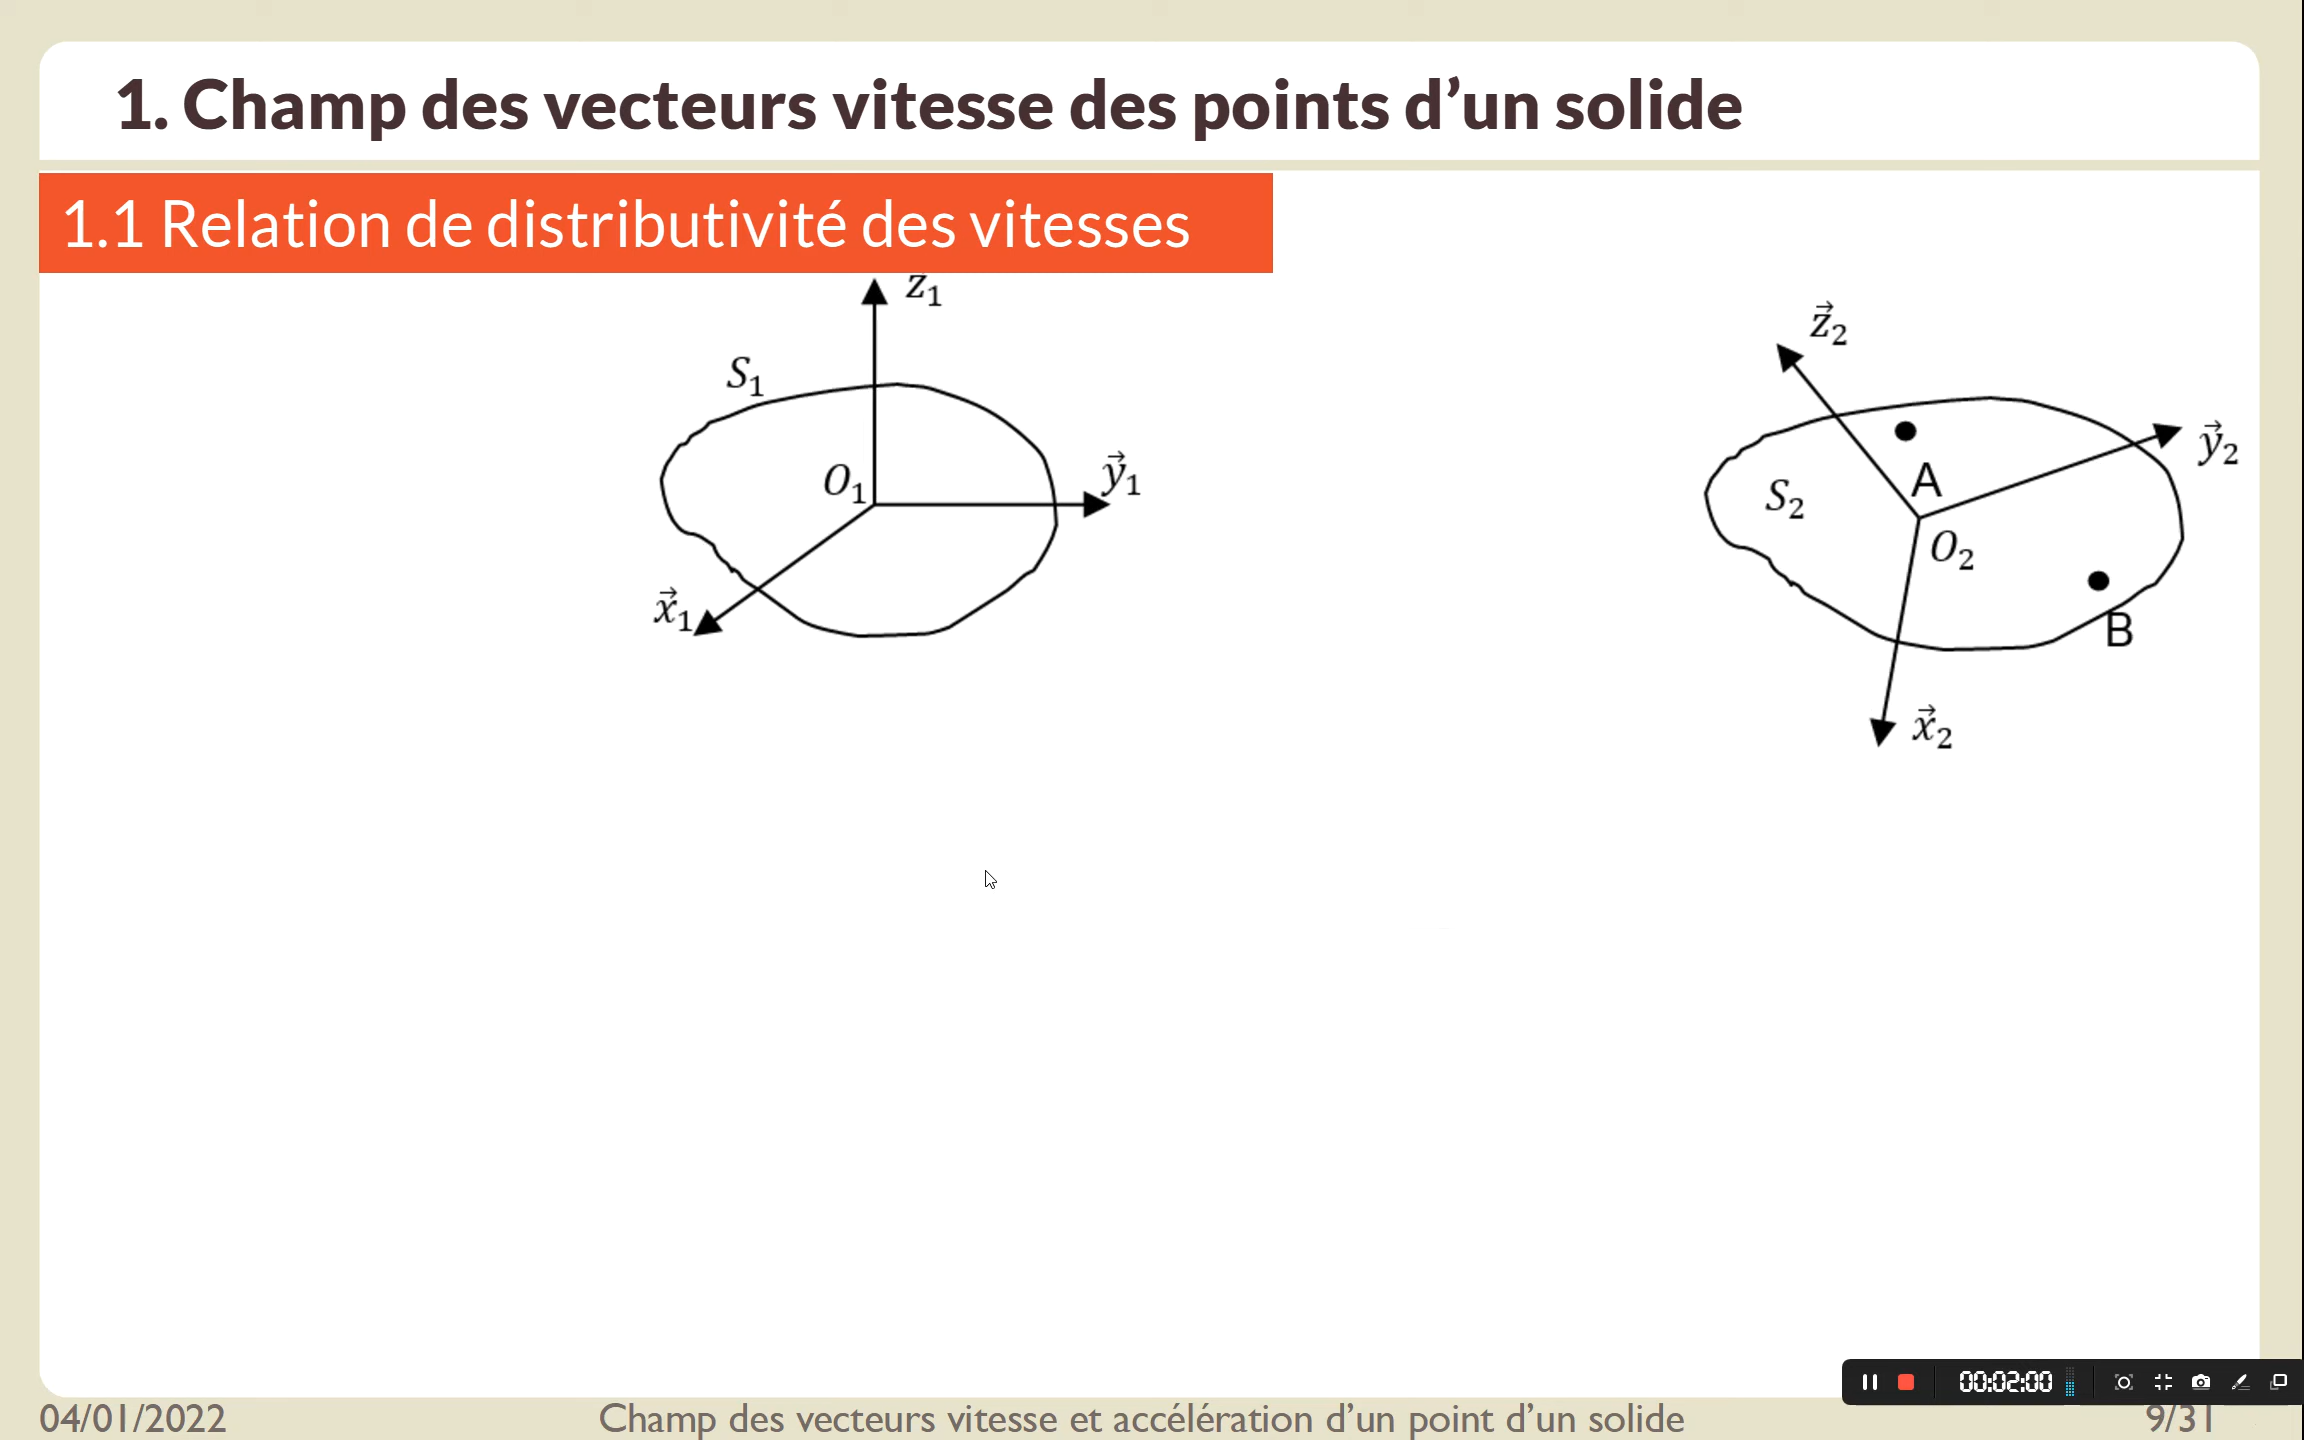 1. Champ des vecteurs vitesse des points d’un solide
1.1 Relation de distributivité des vitesses
z₁
S₁
O₁
y⃗₁
x⃗₁
z⃗₂
y⃗₂
A
S₂
O₂
B
x⃗₂
00:02:00
04/01/2022
Champ des vecteurs vitesse et accélération d’un point d’un solide
9/31